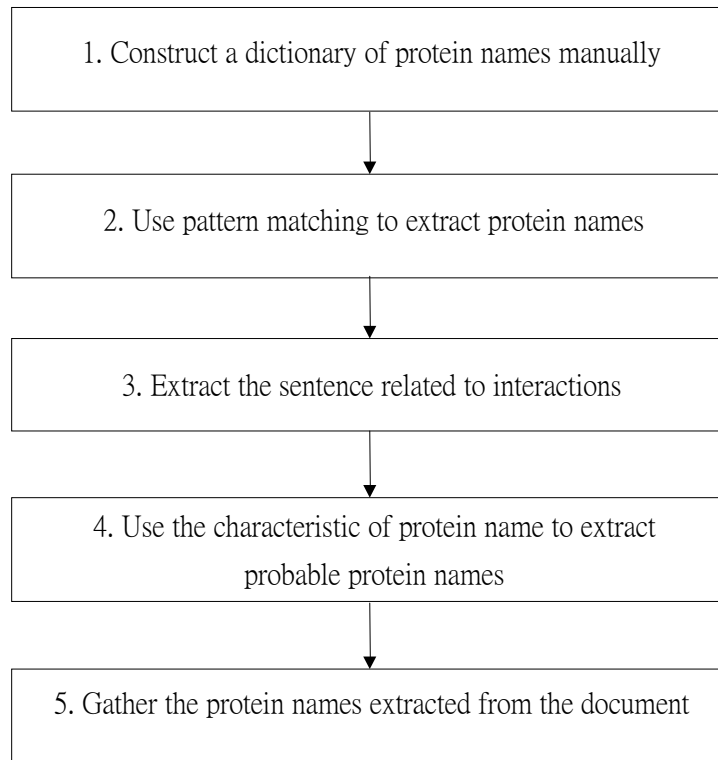 1. Construct a dictionary of protein names manually
2. Use pattern matching to extract protein names
3. Extract the sentence related to interactions
4. Use the characteristic of protein name to extract
probable protein names
5. Gather the protein names extracted from the document